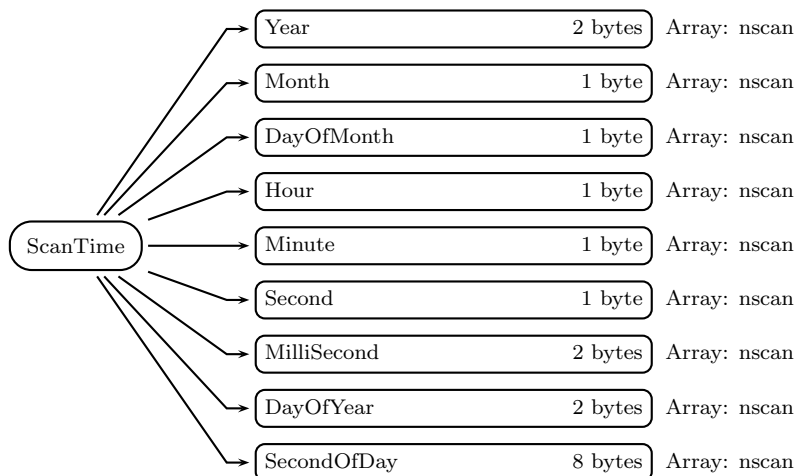 Year 2 bytes Array: nscan
Month 1 byte Array: nscan
DayOfMonth 1 byte Array: nscan
Hour 1 byte Array: nscan
ScanTime
Minute 1 byte Array: nscan
Second 1 byte Array: nscan
MilliSecond 2 bytes Array: nscan
DayOfYear 2 bytes Array: nscan
SecondOfDay 8 bytes Array: nscan